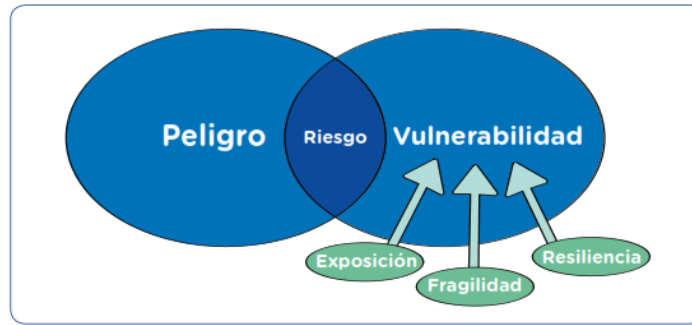 Peligro
Riesgo
Vulnerabilidad
Exposición
Fragilidad
Resiliencia